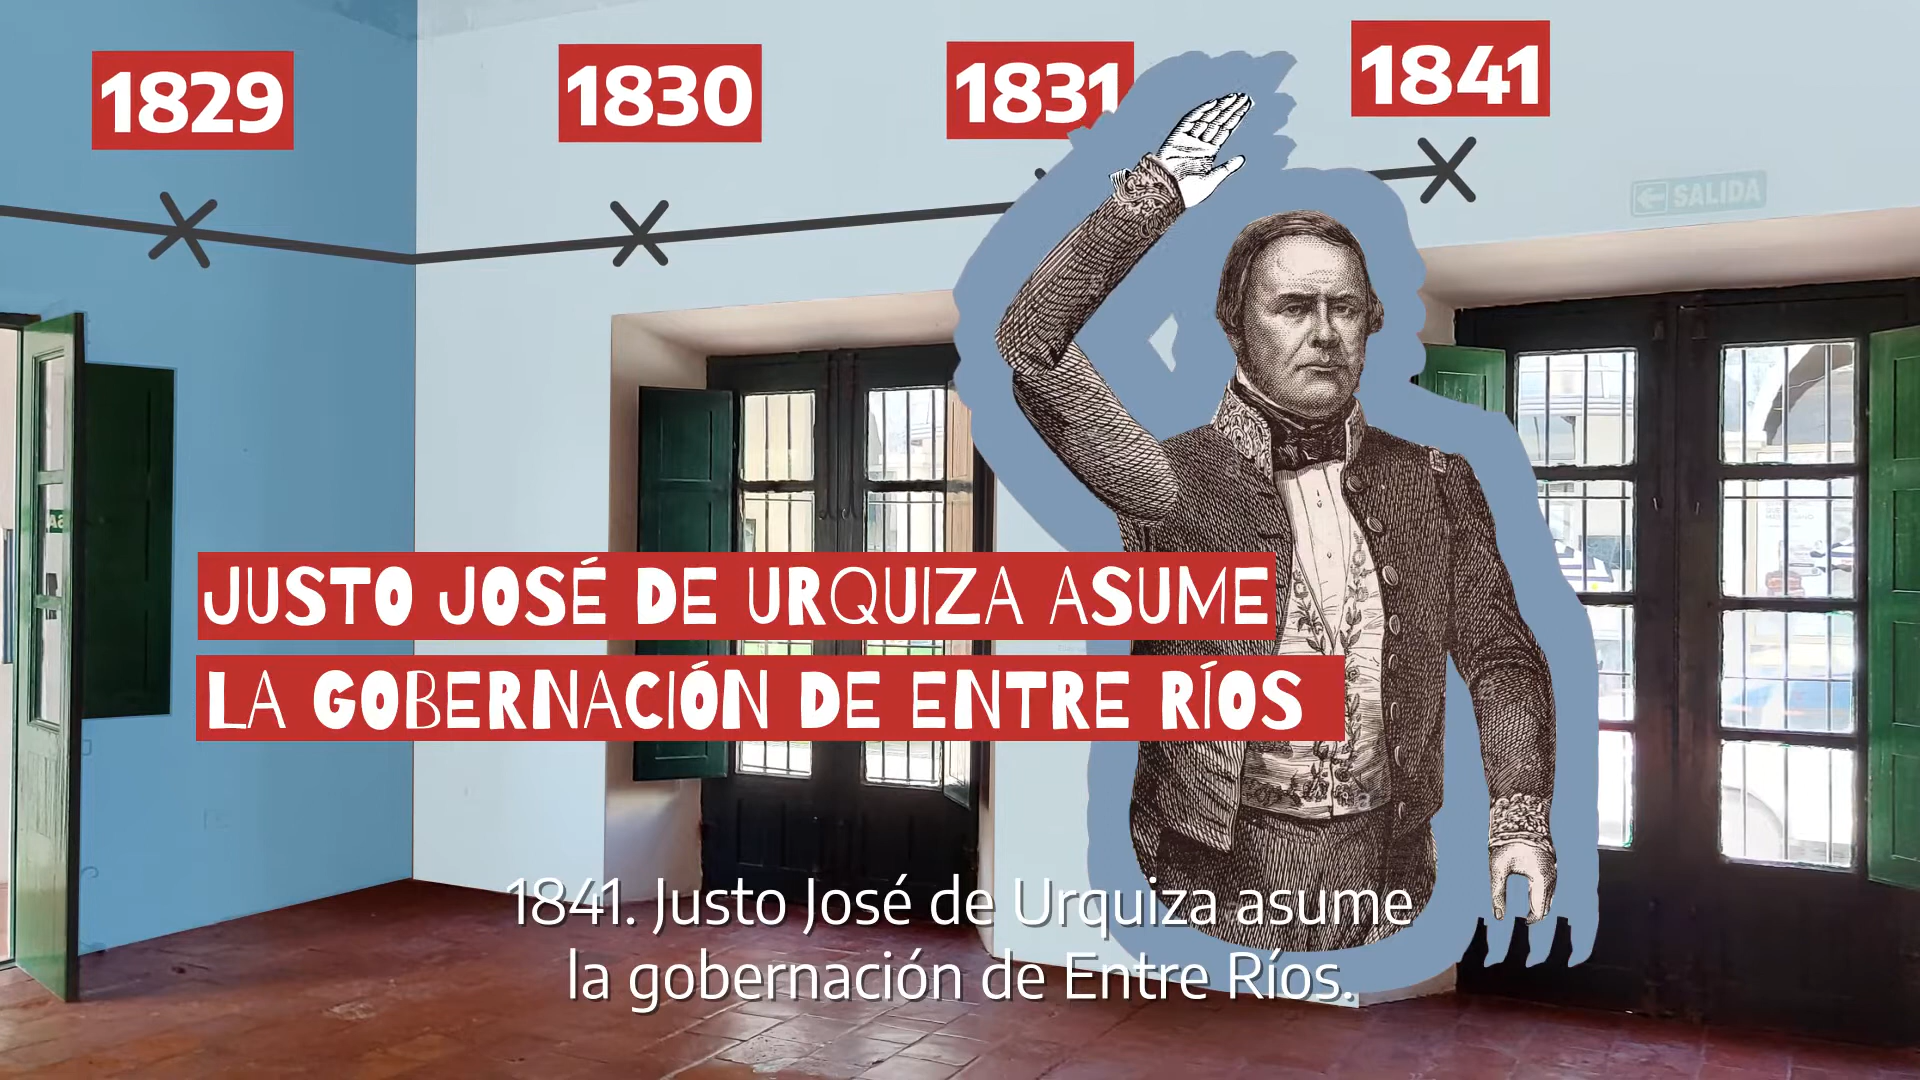 1829
1830
1831
1841
SALIDA
JUSTO JOSÉ DE URQUIZA ASUME
LA GOBERNACIÓN DE ENTRE RÍOS
1841. Justo José de Urquiza asume
la gobernación de Entre Ríos.